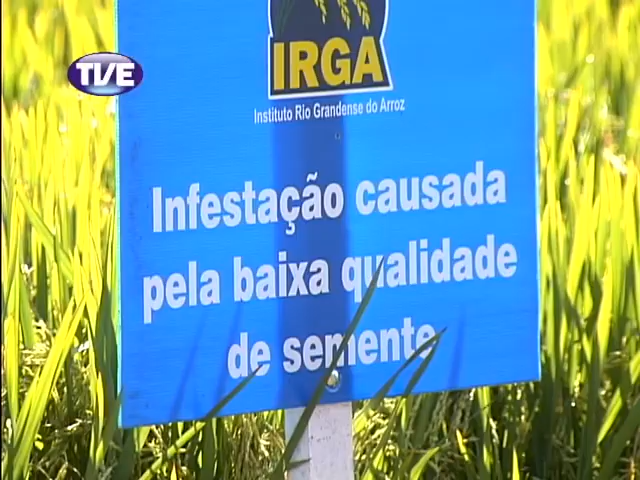 TVE
IRGA
Instituto Rio Grandense do Arroz
Infestação causada
pela baixa qualidade
de semente